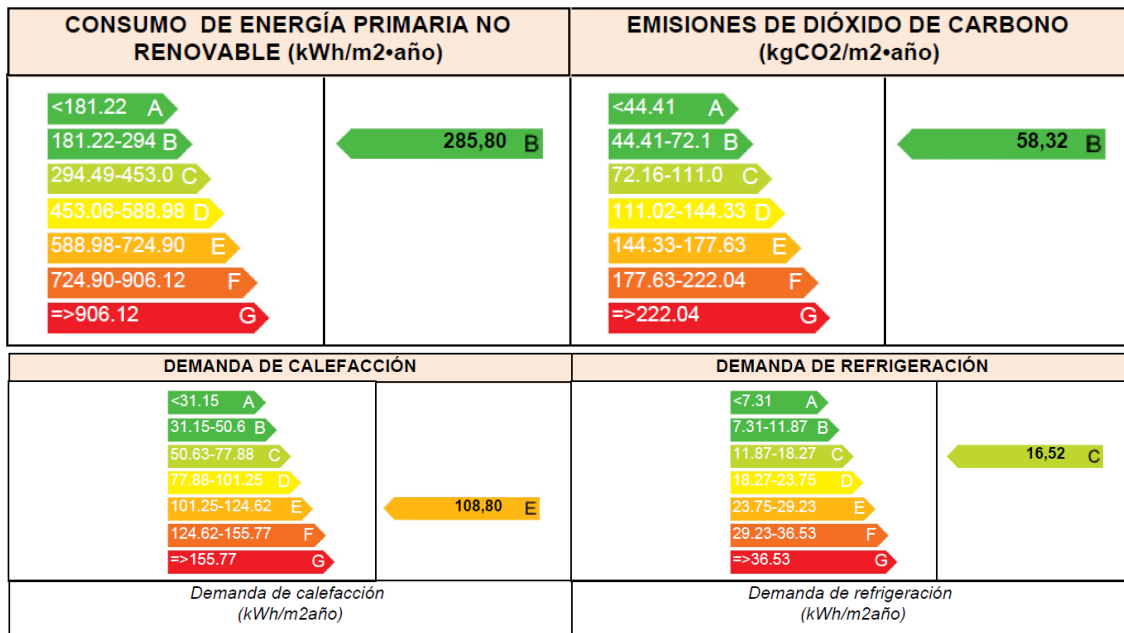 CONSUMO DE ENERGÍA PRIMARIA NO
RENOVABLE (kWh/m2•año)
<181.22 A
181.22-294 B
294.49-453.0 C
453.06-588.98 D
588.98-724.90 E
724.90-906.12 F
=>906.12 G
285,80 B
EMISIONES DE DIÓXIDO DE CARBONO
(kgCO2/m2•año)
<44.41 A
44.41-72.1 B
72.16-111.0 C
111.02-144.33 D
144.33-177.63 E
177.63-222.04 F
=>222.04 G
58,32 B
DEMANDA DE CALEFACCIÓN
<31.15 A
31.15-50.6 B
50.63-77.88 C
77.88-101.25 D
101.25-124.62 E
124.62-155.77 F
=>155.77 G
108,80 E
Demanda de calefacción
(kWh/m2año)
DEMANDA DE REFRIGERACIÓN
<7.31 A
7.31-11.87 B
11.87-18.27 C
18.27-23.75 D
23.75-29.23 E
29.23-36.53 F
=>36.53 G
16,52 C
Demanda de refrigeración
(kWh/m2año)